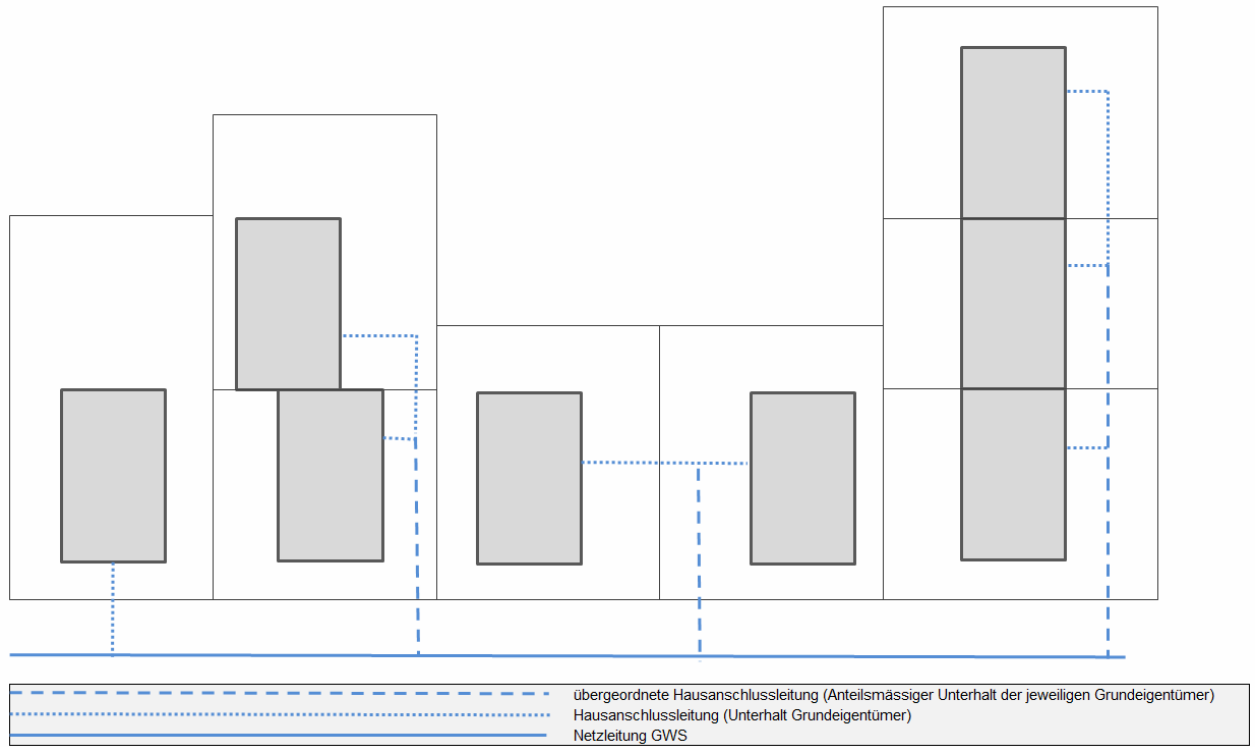 übergeordnete Hausanschlussleitung (Anteilsmässiger Unterhalt der jeweiligen Grundeigentümer)
Hausanschlussleitung (Unterhalt Grundeigentümer)
Netzleitung GWS